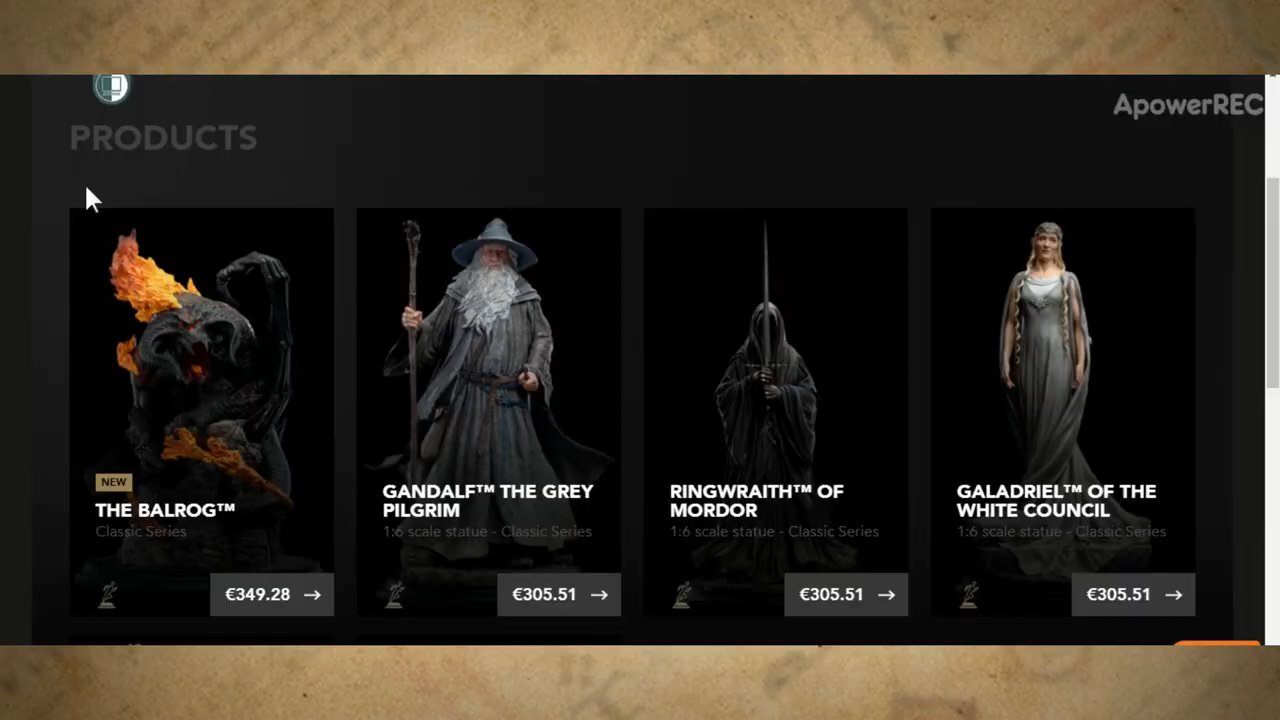 ApowerREC
PRODUCTS
NEW
THE BALROG™
Classic Series
€349.28 →
GANDALF™ THE GREY
PILGRIM
1:6 scale statue - Classic Series
€305.51 →
RINGWRAITH™ OF
MORDOR
1:6 scale statue - Classic Series
€305.51 →
GALADRIEL™ OF THE
WHITE COUNCIL
1:6 scale statue - Classic Series
€305.51 →